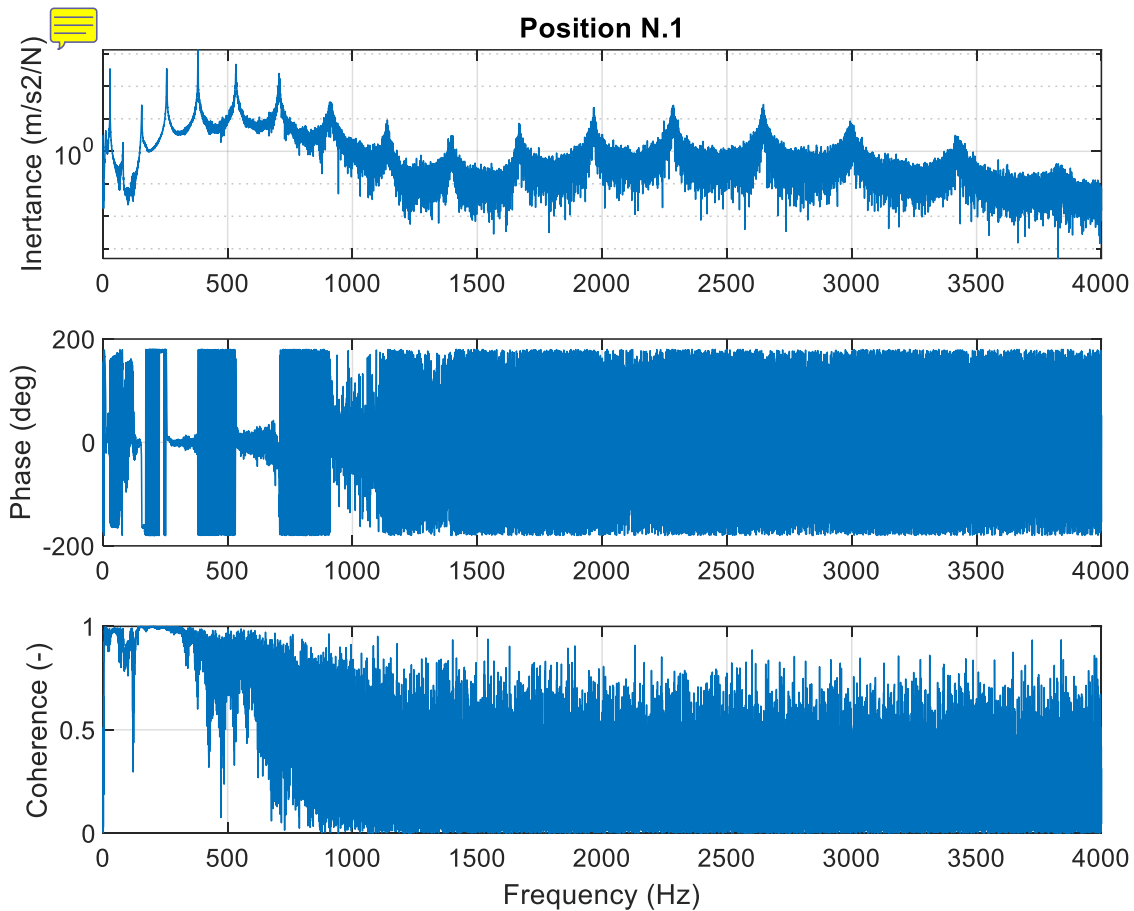 Position N.1
Inertance (m/s2/N)
10^0
0 500 1000 1500 2000 2500 3000 3500 4000
Phase (deg)
200
0
-200
0 500 1000 1500 2000 2500 3000 3500 4000
Coherence (-)
1
0.5
0
0 500 1000 1500 2000 2500 3000 3500 4000
Frequency (Hz)